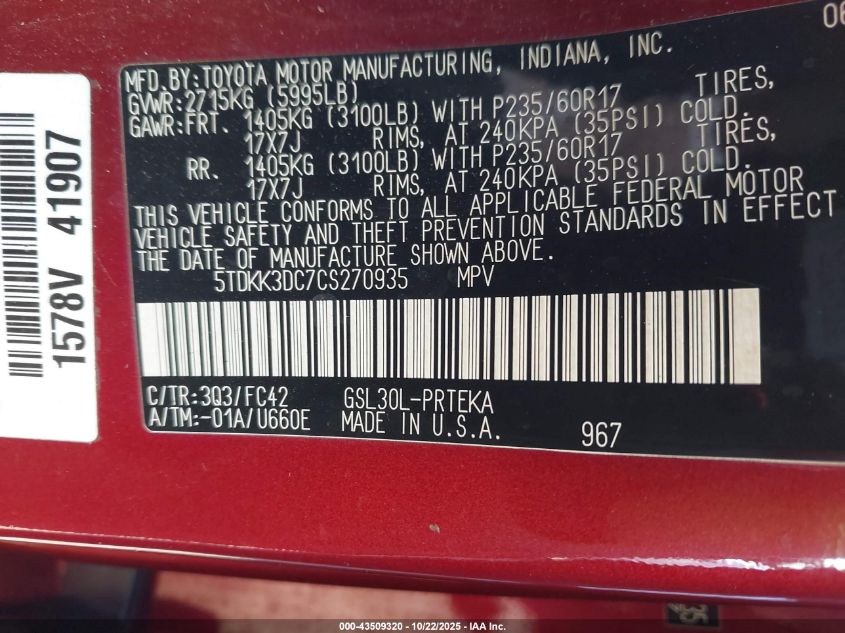 06
MFD. BY: TOYOTA MOTOR MANUFACTURING, INDIANA, INC.
GVWR: 2715KG (5995LB)
GAWR: FRT. 1405KG (3100LB) WITH P235/60R17 TIRES,
17X7J RIMS, AT 240KPA (35PSI) COLD.
RR. 1405KG (3100LB) WITH P235/60R17 TIRES,
17X7J RIMS, AT 240KPA (35PSI) COLD.
THIS VEHICLE CONFORMS TO ALL APPLICABLE FEDERAL MOTOR
VEHICLE SAFETY AND THEFT PREVENTION STANDARDS IN EFFECT
THE DATE OF MANUFACTURE SHOWN ABOVE.
5TDKK3DC7CS270935 MPV
C/TR: 3Q3/FC42 GSL30L-PRTEKA
A/TM: -01A/U660E MADE IN U.S.A. 967
1578V 41907
000-43509320 - 10/22/2025 - IAA Inc.